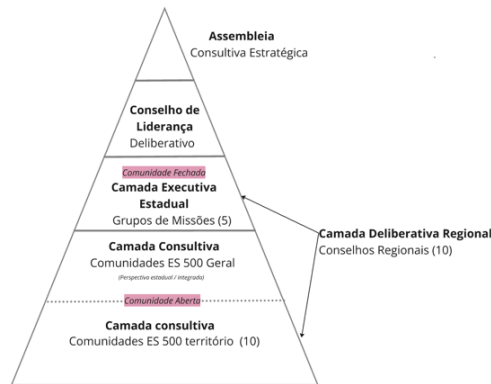 Assembleia
Consultiva Estratégica
Conselho de
Liderança
Deliberativo
Comunidade Fechada
Camada Executiva
Estadual
Grupos de Missões (5)
Camada Deliberativa Regional
Conselhos Regionais (10)
Camada Consultiva
Comunidades ES 500 Geral
(Perspectiva estadual / integrada)
Comunidade Aberta
Camada consultiva
Comunidades ES 500 território (10)